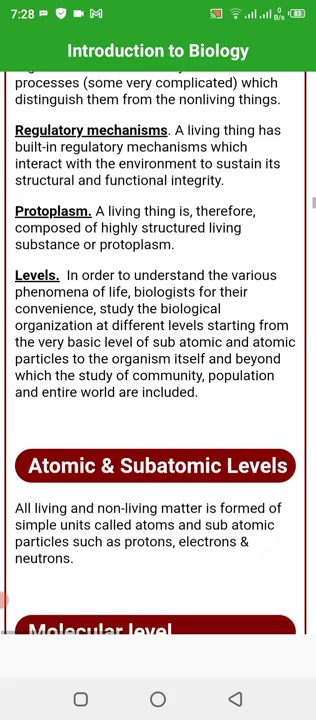 7:28
83
0
B/s
Introduction to Biology
processes (some very complicated) which
distinguish them from the nonliving things.
Regulatory mechanisms. A living thing has
built-in regulatory mechanisms which
interact with the environment to sustain its
structural and functional integrity.
Protoplasm. A living thing is, therefore,
composed of highly structured living
substance or protoplasm.
Levels. In order to understand the various
phenomena of life, biologists for their
convenience, study the biological
organization at different levels starting from
the very basic level of sub atomic and atomic
particles to the organism itself and beyond
which the study of community, population
and entire world are included.
Atomic & Subatomic Levels
All living and non-living matter is formed of
simple units called atoms and sub atomic
particles such as protons, electrons &
neutrons.
Molecular level